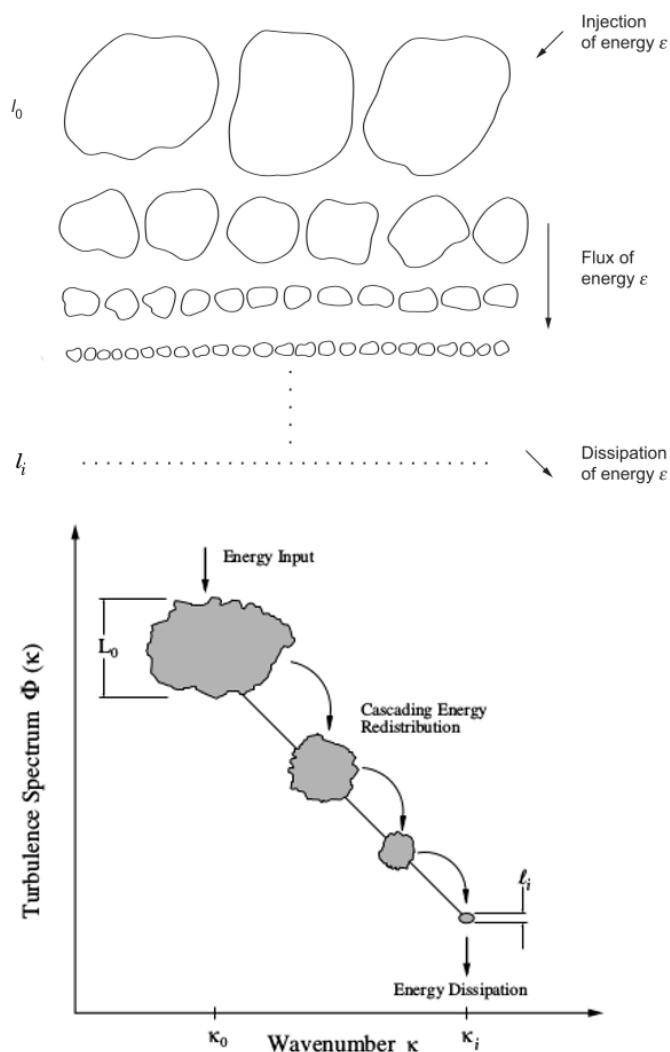 Injection
of energy ε
l₀
Flux of
energy ε
lᵢ
Dissipation
of energy ε
Energy Input
L₀
Cascading Energy
Redistribution
ℓᵢ
Energy Dissipation
Turbulence Spectrum Φ (κ)
κ₀
Wavenumber κ
κᵢ